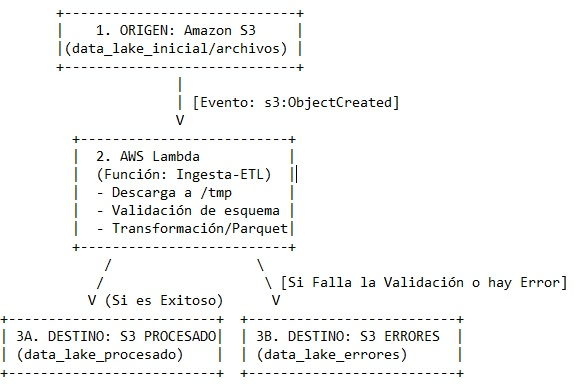 1. ORIGEN: Amazon S3
(data_lake_inicial/archivos)
[Evento: s3:ObjectCreated]
V
2. AWS Lambda
(Función: Ingesta-ETL)
- Descarga a /tmp
- Validación de esquema
- Transformación/Parquet
[Si Falla la Validación o hay Error]
V (Si es Exitoso) V
3A. DESTINO: S3 PROCESADO
(data_lake_procesado)
3B. DESTINO: S3 ERRORES
(data_lake_errores)